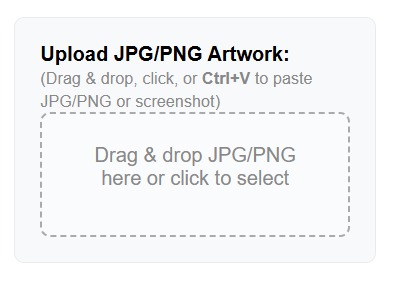 Upload JPG/PNG Artwork:
(Drag & drop, click, or Ctrl+V to paste
JPG/PNG or screenshot)
Drag & drop JPG/PNG
here or click to select